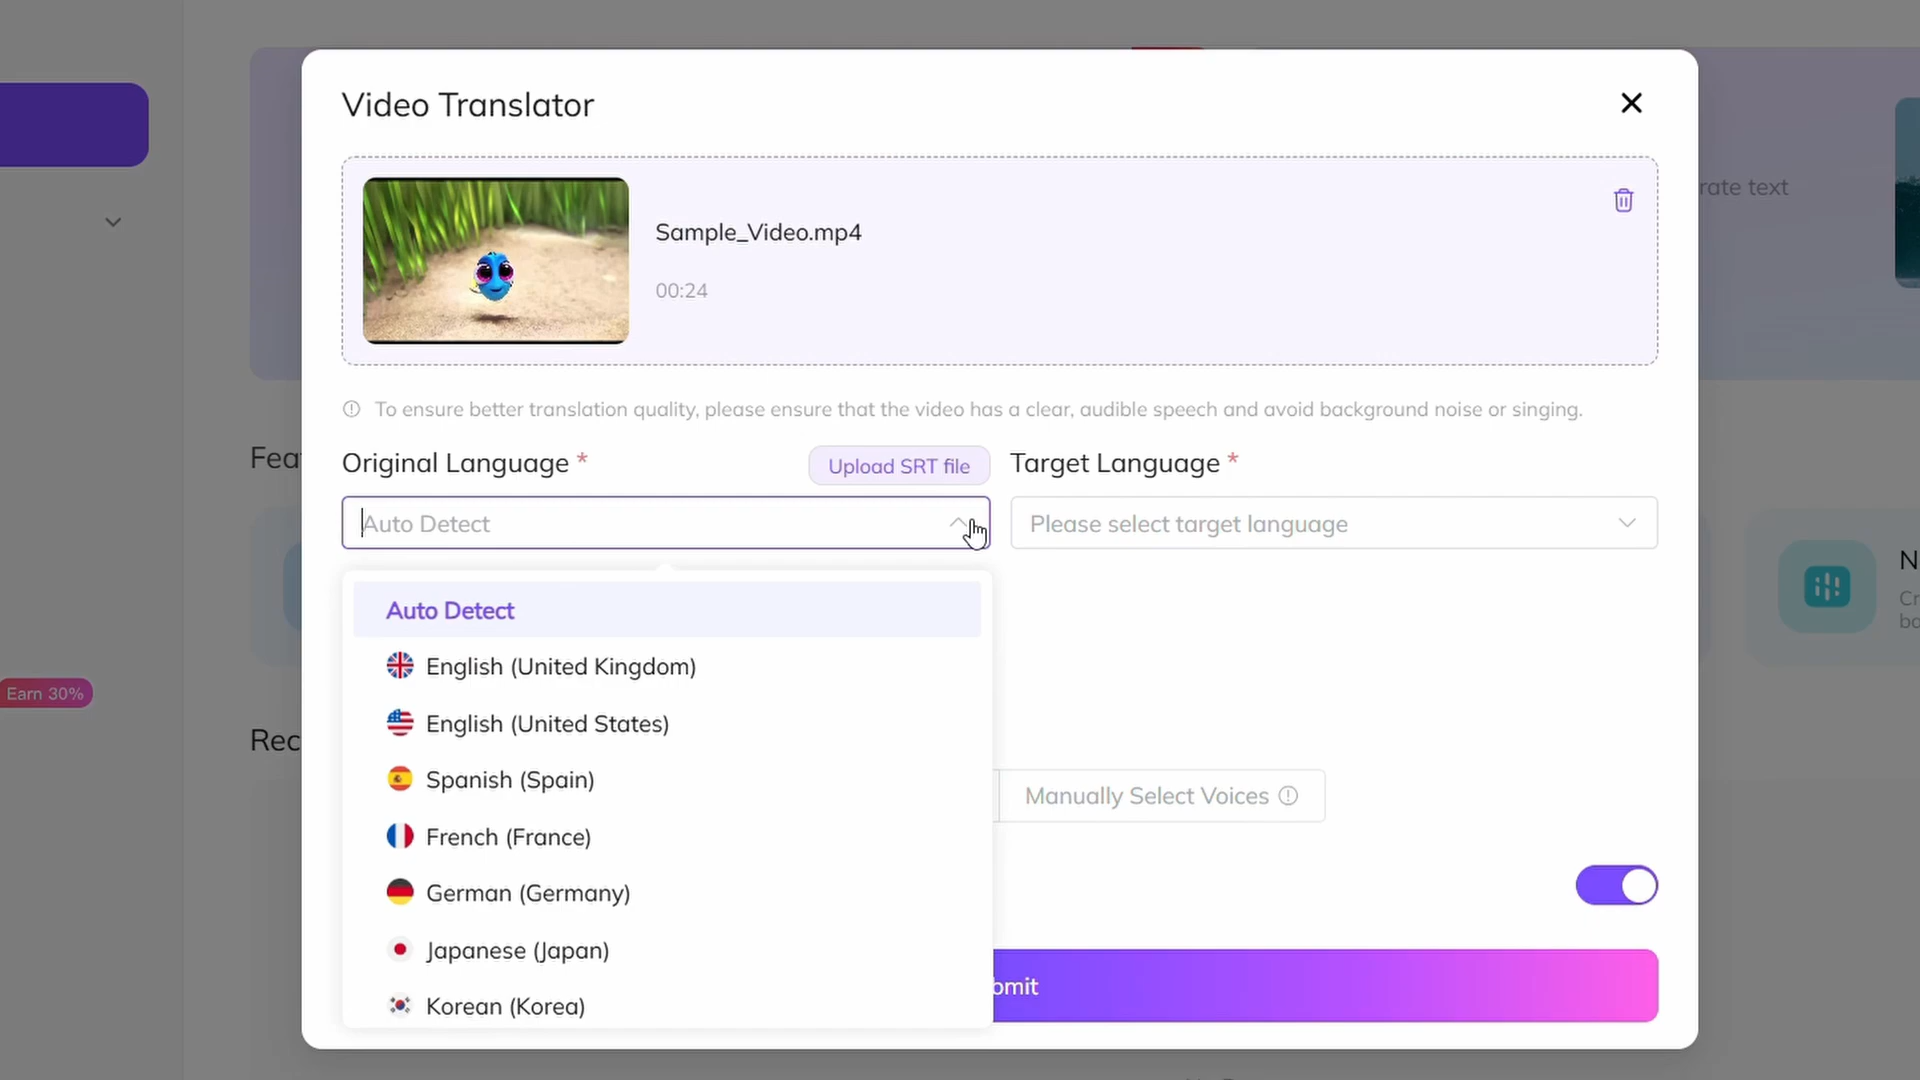 Video Translator
rate text
Sample_Video.mp4
00:24
To ensure better translation quality, please ensure that the video has a clear, audible speech and avoid background noise or singing.
Original Language *
Upload SRT file
Target Language *
Auto Detect
Please select target language
Auto Detect
English (United Kingdom)
English (United States)
Spanish (Spain)
French (France)
German (Germany)
Japanese (Japan)
Korean (Korea)
Manually Select Voices
Earn 30%